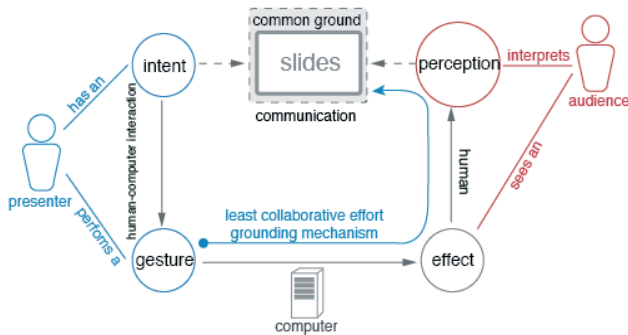 common ground
slides
communication
intent
perception
interprets
audience
has an
human-computer interaction
human
sees an
presenter
perfoms a
least collaborative effort
grounding mechanism
gesture
effect
computer